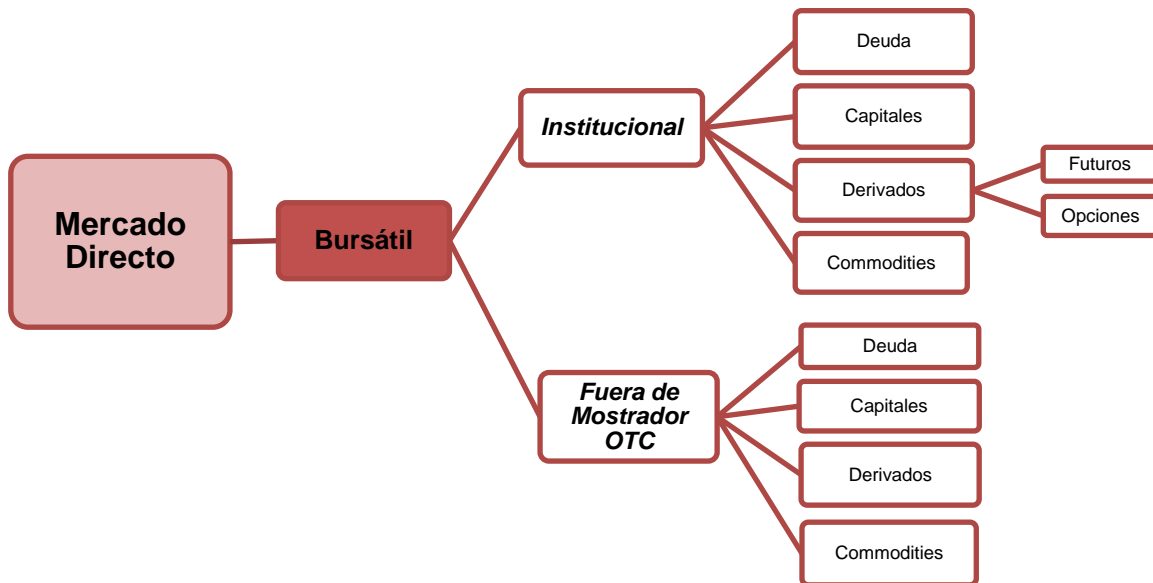 Mercado
Directo
Bursátil
Institucional
Deuda
Capitales
Derivados
Futuros
Opciones
Commodities
Fuera de
Mostrador
OTC
Deuda
Capitales
Derivados
Commodities